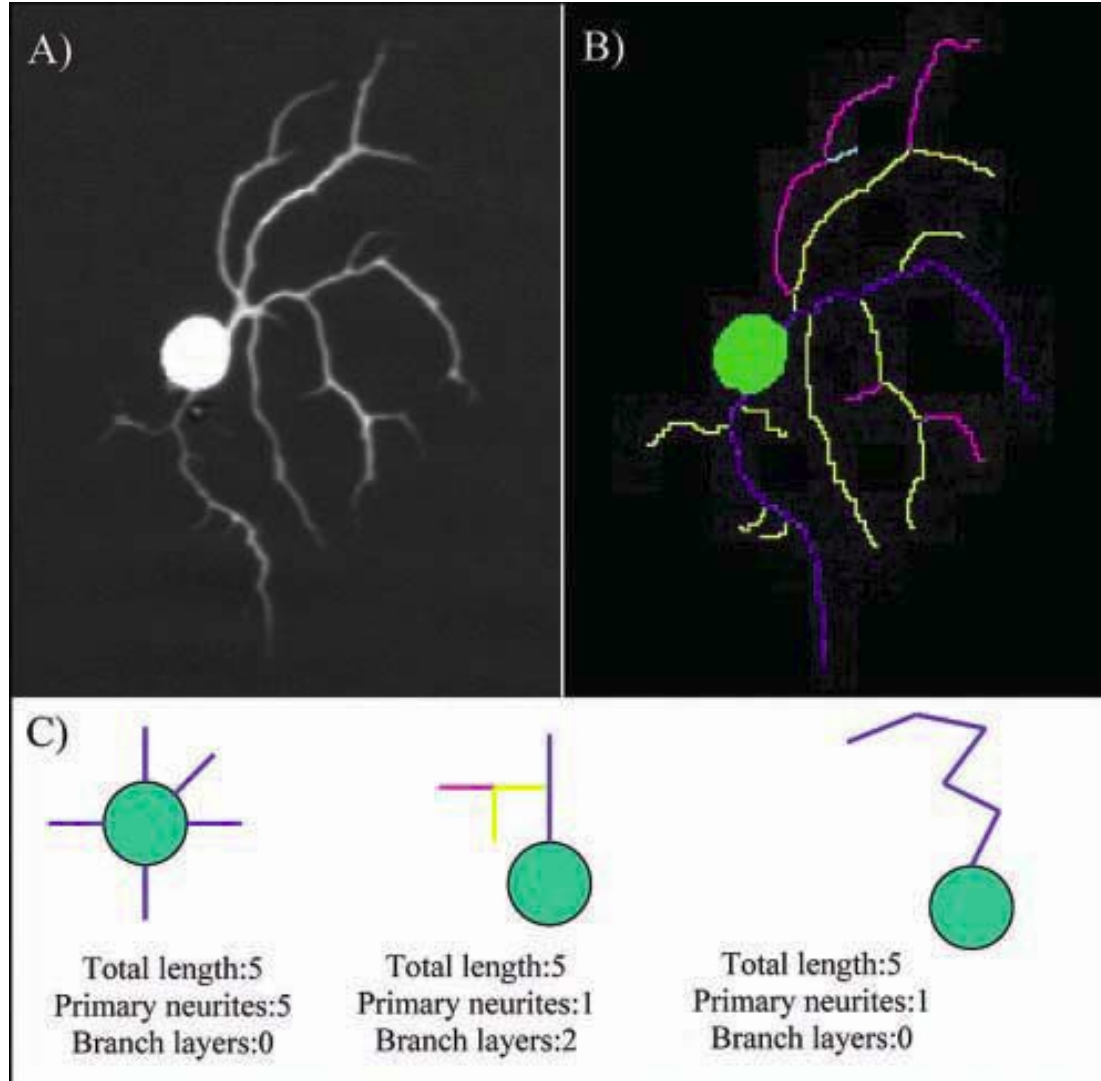 A)
B)
C)
Total length:5
Primary neurites:5
Branch layers:0
Total length:5
Primary neurites:1
Branch layers:2
Total length:5
Primary neurites:1
Branch layers:0